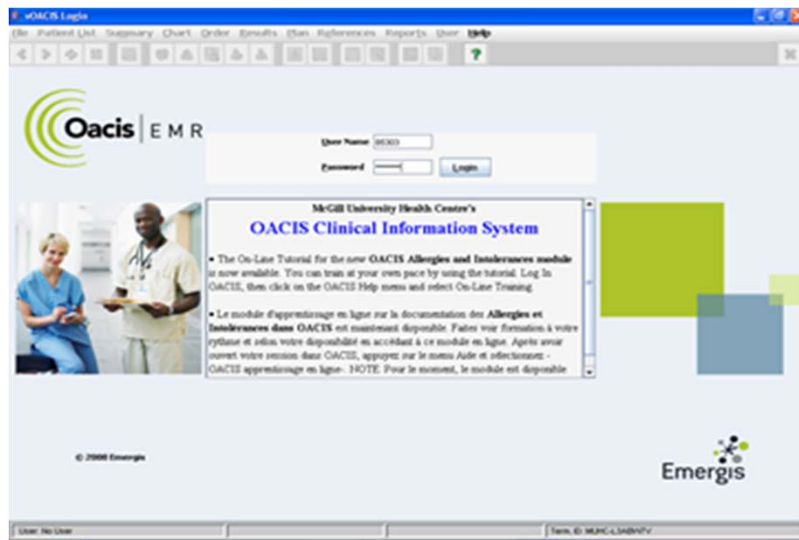 vOACIS Login
File Patient List Summary Chart Order Results Plan References Reports User Help
?
Oacis EMR
User Name
Password Login
McGill University Health Centre's
OACIS Clinical Information System
• The On-Line Tutorial for the new OACIS Allergies and Intolerances module
is now available. You can train at your own pace by using the tutorial. Log In
OACIS, then click on the OACIS Help menu and select On-Line Training.
• Le module d'apprentissage en ligne sur la documentation des Allergies et
Intolérances dans OACIS est maintenant disponible. Faites voir formation à votre
rythme et selon votre disponibilité en accédant à ce module en ligne. Après avoir
ouvert votre session dans OACIS, appuyez sur le menu Aide et sélectionnez -
OACIS apprentissage en ligne-. NOTE: Pour le moment, le module est disponible
© 2008 Emergis
Emergis
User: No User
Term. ID: